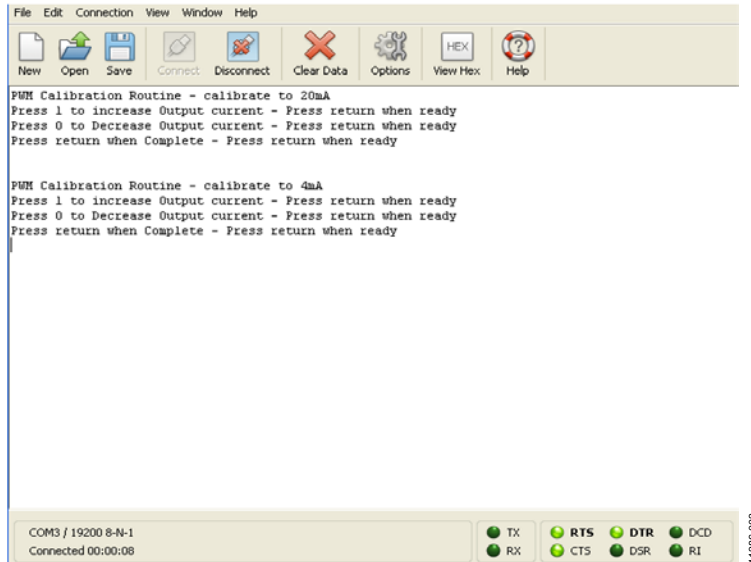 File Edit Connection View Window Help
New Open Save Connect Disconnect Clear Data Options HEX View Hex Help
PWM Calibration Routine - calibrate to 20mA
Press 1 to increase Output current - Press return when ready
Press 0 to Decrease Output current - Press return when ready
Press return when Complete - Press return when ready
PWM Calibration Routine - calibrate to 4mA
Press 1 to increase Output current - Press return when ready
Press 0 to Decrease Output current - Press return when ready
Press return when Complete - Press return when ready
COM3 / 19200 8-N-1
Connected 00:00:08
TX RTS DTR DCD
RX CTS DSR RI